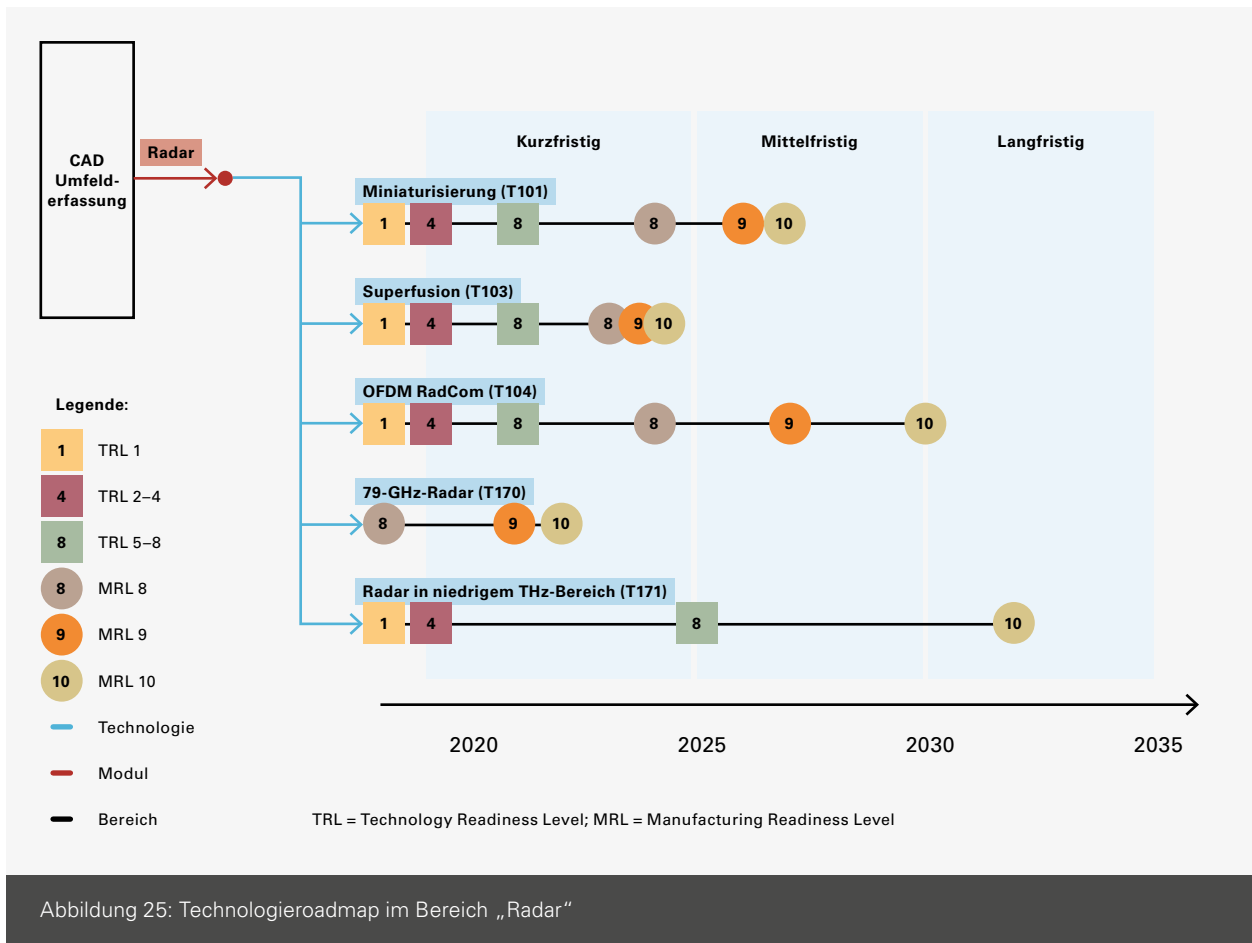 CAD
Umfeld-
erfassung
Radar
Kurzfristig
Mittelfristig
Langfristig
Miniaturisierung (T101)
1 4 8 8 9 10
Superfusion (T103)
1 4 8 8 9 10
OFDM RadCom (T104)
1 4 8 8 9 10
79-GHz-Radar (T170)
8 9 10
Radar in niedrigem THz-Bereich (T171)
1 4 8 10
Legende:
1 TRL 1
4 TRL 2–4
8 TRL 5–8
8 MRL 8
9 MRL 9
10 MRL 10
Technologie
Modul
Bereich
2020 2025 2030 2035
TRL = Technology Readiness Level; MRL = Manufacturing Readiness Level
Abbildung 25: Technologieroadmap im Bereich „Radar“